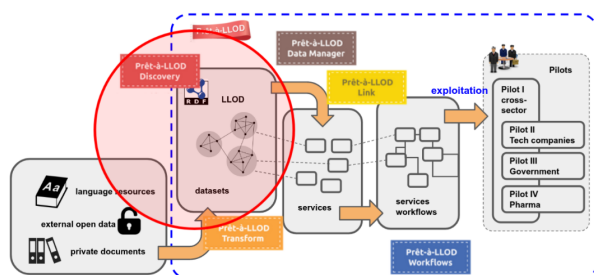 Prêt-à-LLOD
Prêt-à-LLOD
Discovery
Prêt-à-LLOD
Data Manager
Prêt-à-LLOD
Link
exploitation
Pilots
RDF
LLOD
datasets
services
services
workflows
Pilot I
cross-
sector
Pilot II
Tech companies
Pilot III
Government
Pilot IV
Pharma
Aa
language resources
external open data
private documents
Prêt-à-LLOD
Transform
Prêt-à-LLOD
Workflows